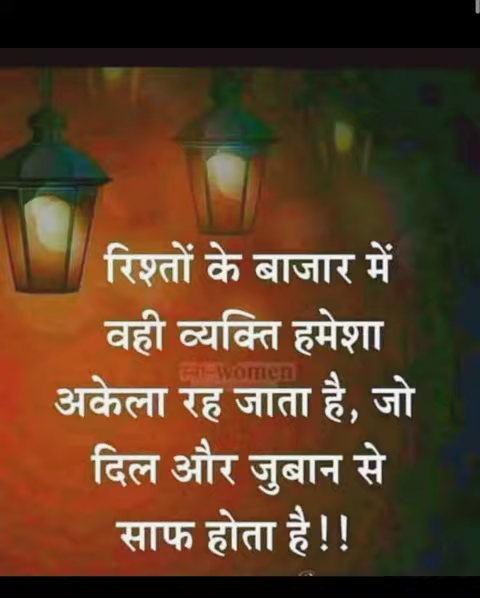 रिश्तों के बाजार में
वही व्यक्ति हमेशा
अकेला रह जाता है, जो
दिल और जुबान से
साफ होता है!!